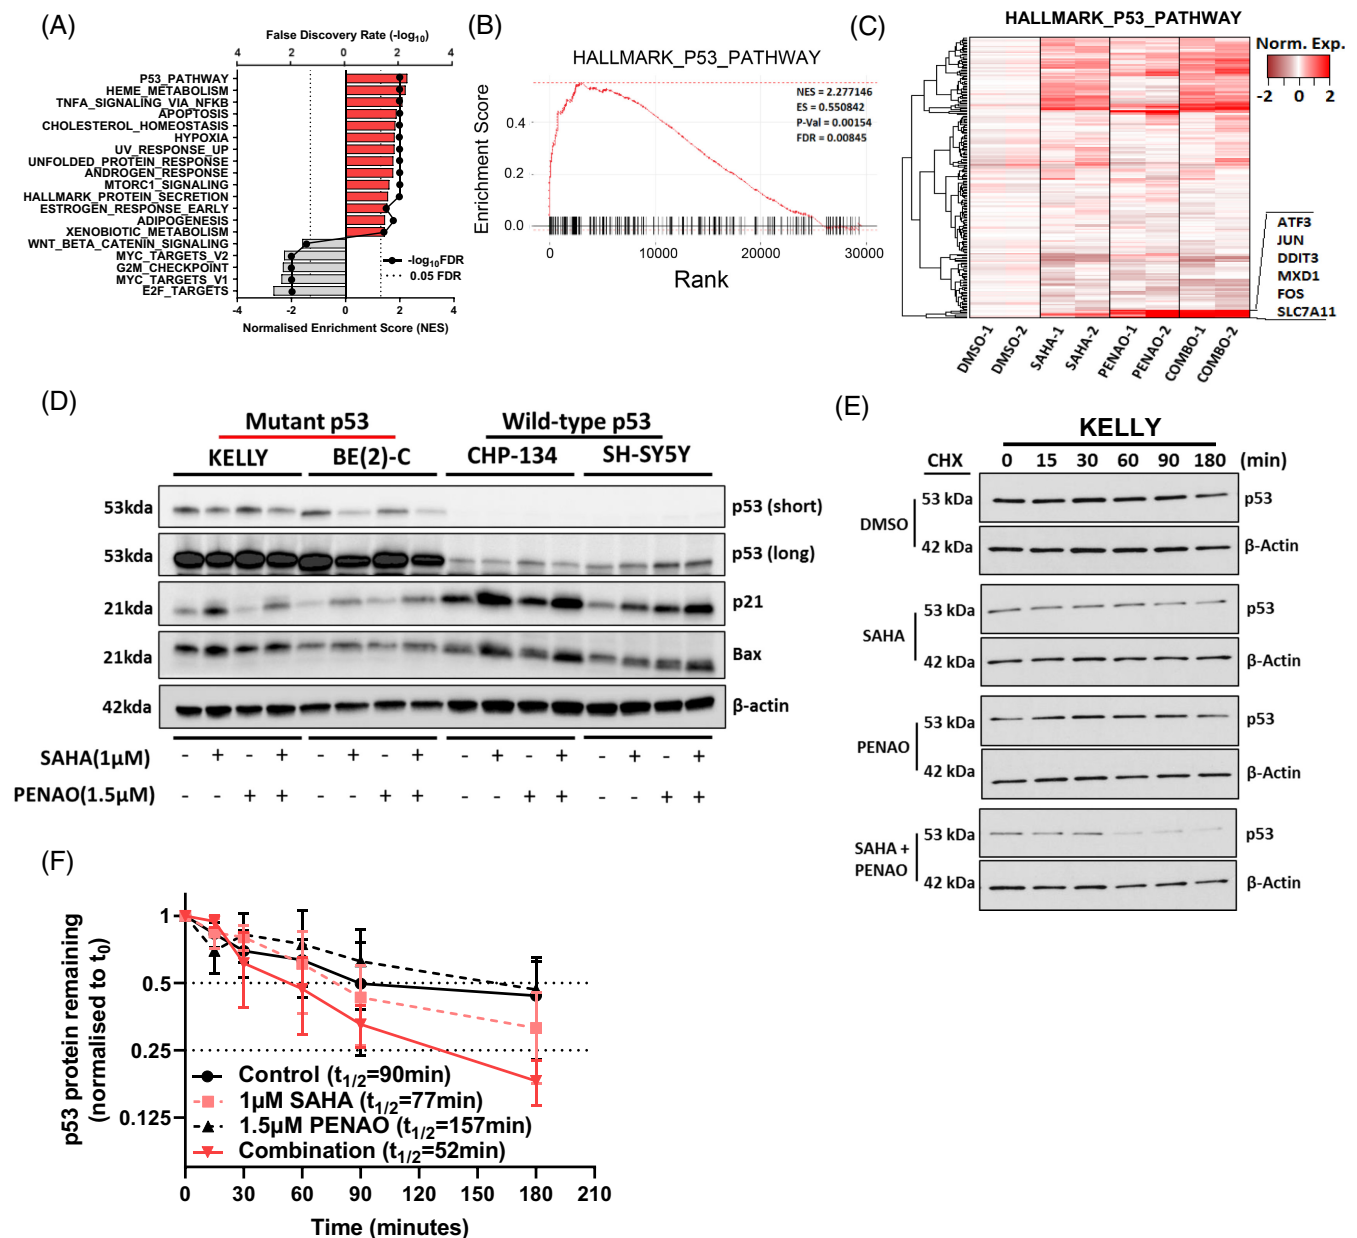 (A)
False Discovery Rate (-log10)
4 2 0 2 4
P53_PATHWAY
HEME_METABOLISM
TNFA_SIGNALING_VIA_NFKB
APOPTOSIS
CHOLESTEROL_HOMEOSTASIS
HYPOXIA
UV_RESPONSE_UP
UNFOLDED_PROTEIN_RESPONSE
ANDROGEN_RESPONSE
MTORC1_SIGNALING
HALLMARK_PROTEIN_SECRETION
ESTROGEN_RESPONSE_EARLY
ADIPOGENESIS
XENOBIOTIC_METABOLISM
WNT_BETA_CATENIN_SIGNALING
MYC_TARGETS_V2
G2M_CHECKPOINT
MYC_TARGETS_V1
E2F_TARGETS
-log10FDR
0.05 FDR
-4 -2 0 2 4
Normalised Enrichment Score (NES)
(B)
HALLMARK_P53_PATHWAY
NES = 2.277146
ES = 0.550842
P-Val = 0.00154
FDR = 0.00845
Enrichment Score
0.4
0.2
0.0
0 10000 20000 30000
Rank
(C)
HALLMARK_P53_PATHWAY
Norm. Exp.
-2 0 2
ATF3
JUN
DDIT3
MXD1
FOS
SLC7A11
DMSO-1
DMSO-2
SAHA-1
SAHA-2
PENAO-1
PENAO-2
COMBO-1
COMBO-2
(D)
Mutant p53 Wild-type p53
KELLY BE(2)-C CHP-134 SH-SY5Y
53kda p53 (short)
53kda p53 (long)
21kda p21
21kda Bax
42kda β-actin
SAHA(1μM) - + - + - + - + - + - + - + - +
PENAO(1.5μM) - - + + - - + + - - + + - - + +
(E)
KELLY
CHX 0 15 30 60 90 180 (min)
DMSO
53 kDa p53
42 kDa β-Actin
SAHA
53 kDa p53
42 kDa β-Actin
PENAO
53 kDa p53
42 kDa β-Actin
SAHA +
PENAO
53 kDa p53
42 kDa β-Actin
(F)
p53 protein remaining
(normalised to t0)
1
0.5
0.25
0.125
Control (t1/2=90min)
1μM SAHA (t1/2=77min)
1.5μM PENAO (t1/2=157min)
Combination (t1/2=52min)
0 30 60 90 120 150 180 210
Time (minutes)